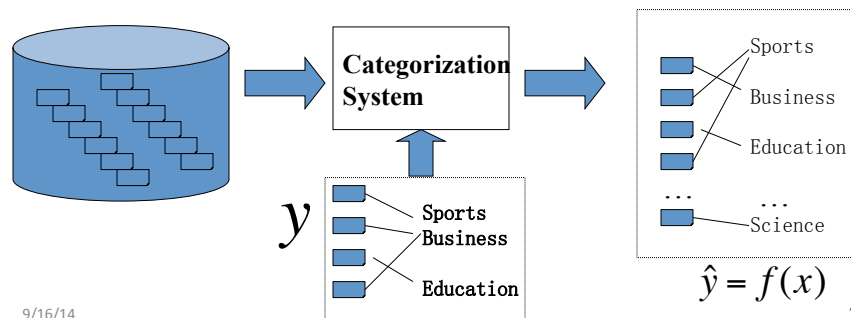 Categorization
System
y
Sports
Business
Education
Sports
Business
Education
... ...
Science
ŷ = f(x)
9/16/14